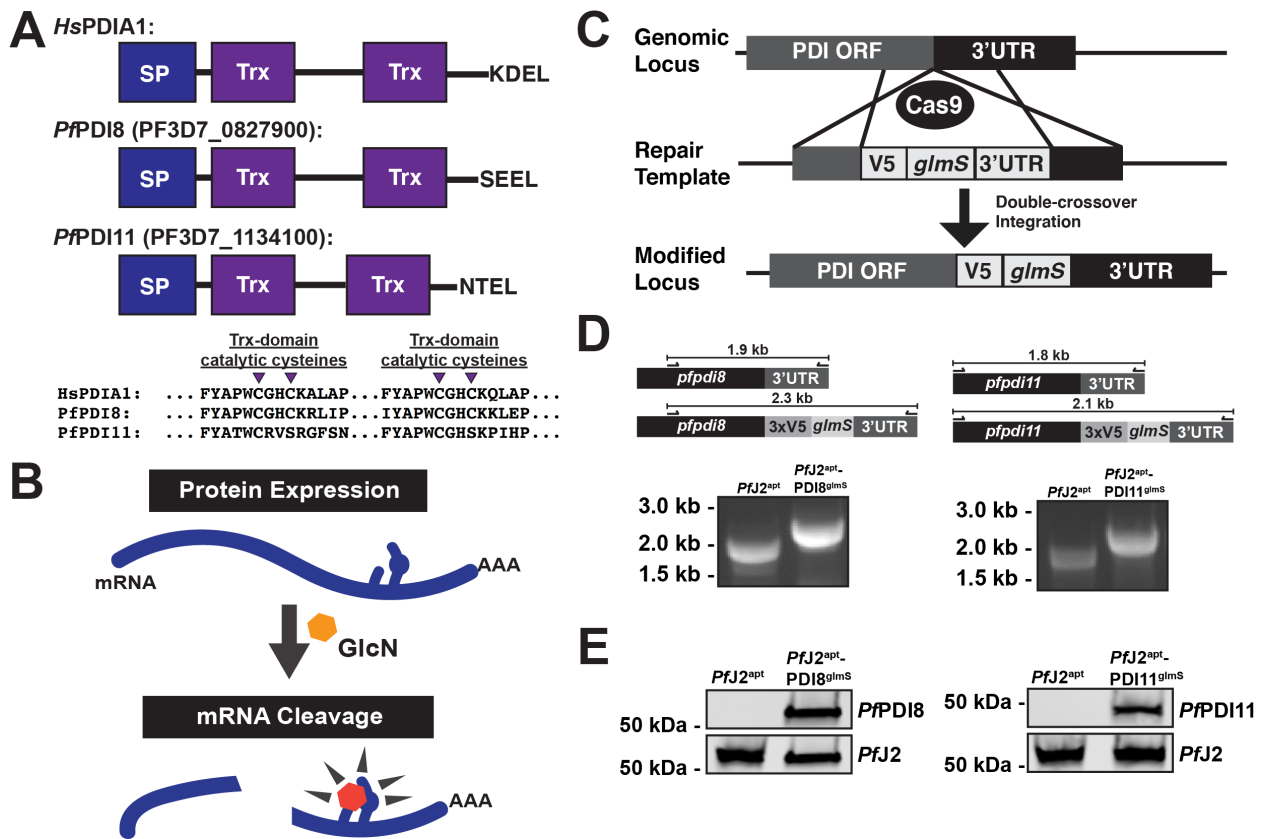 A
HsPDIA1:
SP
Trx
Trx
KDEL
PfPDI8 (PF3D7_0827900):
SP
Trx
Trx
SEEL
PfPDI11 (PF3D7_1134100):
SP
Trx
Trx
NTEL
Trx-domain
catalytic cysteines
Trx-domain
catalytic cysteines
HsPDIA1: ...FYAPWCGHCKALAP...FYAPWCGHCKQLAP...
PfPDI8: ...FYAPWCGHCKRLIP...IYAPWCGHCKKLEP...
PfPDI11: ...FYATWCRVSRGFSN...FYAPWCGHSKPIHP...
B
Protein Expression
mRNA
AAA
GlcN
mRNA Cleavage
AAA
C
Genomic
Locus
PDI ORF
3’UTR
Cas9
Repair
Template
V5
glmS
3’UTR
Double-crossover
Integration
Modified
Locus
PDI ORF
V5
glmS
3’UTR
D
1.9 kb
pfpdi8
3’UTR
2.3 kb
pfpdi8
3xV5
glmS
3’UTR
1.8 kb
pfpdi11
3’UTR
2.1 kb
pfpdi11
3xV5
glmS
3’UTR
PfJ2apt
PfJ2apt-
PDI8glmS
3.0 kb -
2.0 kb -
1.5 kb -
PfJ2apt
PfJ2apt-
PDI11glmS
3.0 kb -
2.0 kb -
1.5 kb -
E
PfJ2apt
PfJ2apt-
PDI8glmS
50 kDa -
PfPDI8
50 kDa -
PfJ2
PfJ2apt
PfJ2apt-
PDI11glmS
50 kDa -
PfPDI11
50 kDa -
PfJ2